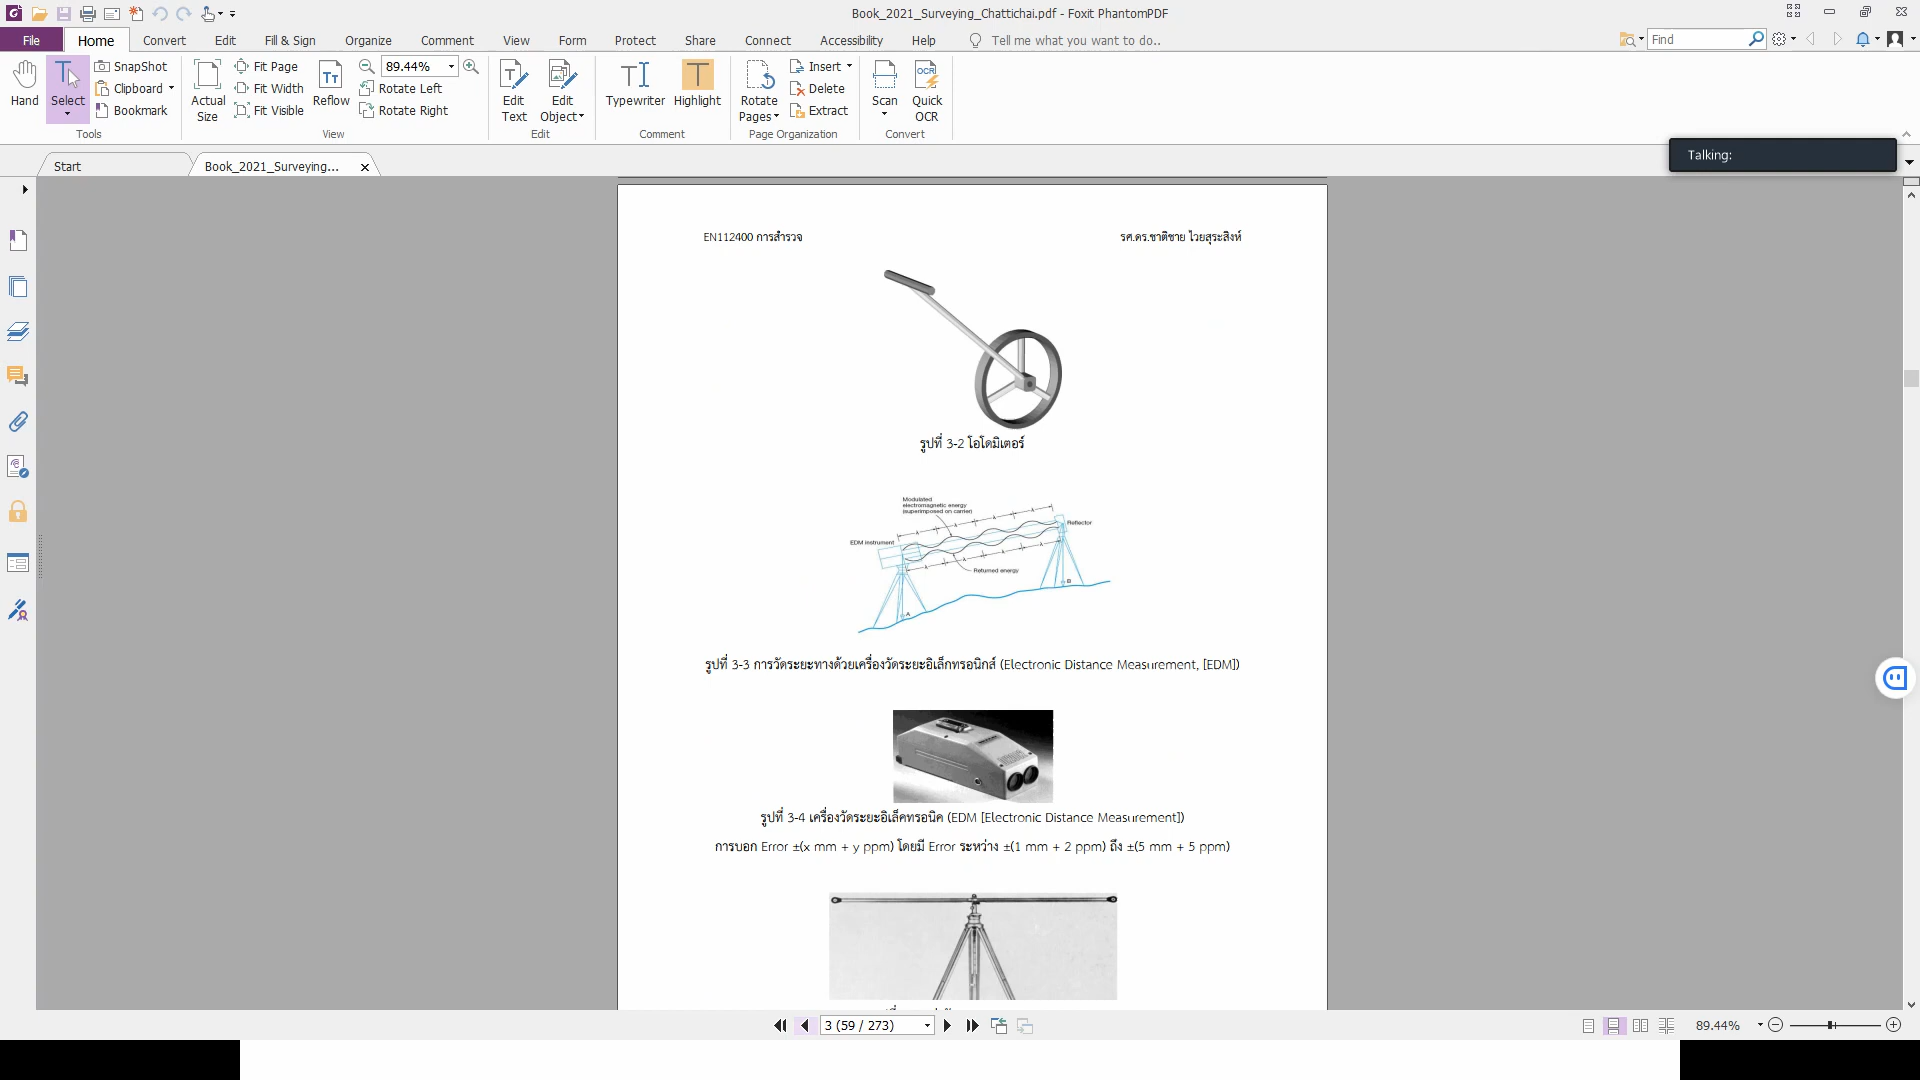 Book_2021_Surveying_Chattichai.pdf - Foxit PhantomPDF
File Home Convert Edit Fill & Sign Organize Comment View Form Protect Share Connect Accessibility Help Tell me what you want to do.. Find
Hand
Select
SnapShot
Clipboard
Bookmark
Tools
Actual Size
Fit Page
Fit Width
Fit Visible
Reflow
89.44%
Rotate Left
Rotate Right
View
Edit Text
Edit Object
Edit
Typewriter
Highlight
Comment
Rotate Pages
Insert
Delete
Extract
Page Organization
Scan
Quick OCR
Convert
Talking:
Start
Book_2021_Surveying...
EN112400 การสำรวจ
รศ.ดร.ชาติชาย ไวยสุระสิงห์
รูปที่ 3-2 โอโดมิเตอร์
Modulated
electromagnetic energy
(superimposed on carrier)
Reflector
EDM instrument
Returned energy
B
A
รูปที่ 3-3 การวัดระยะทางด้วยเครื่องวัดระยะอิเล็กทรอนิกส์ (Electronic Distance Measurement, [EDM])
รูปที่ 3-4 เครื่องวัดระยะอิเล็คทรอนิค (EDM [Electronic Distance Measurement])
การบอก Error ±(x mm + y ppm) โดยมี Error ระหว่าง ±(1 mm + 2 ppm) ถึง ±(5 mm + 5 ppm)
3 (59 / 273)
89.44%